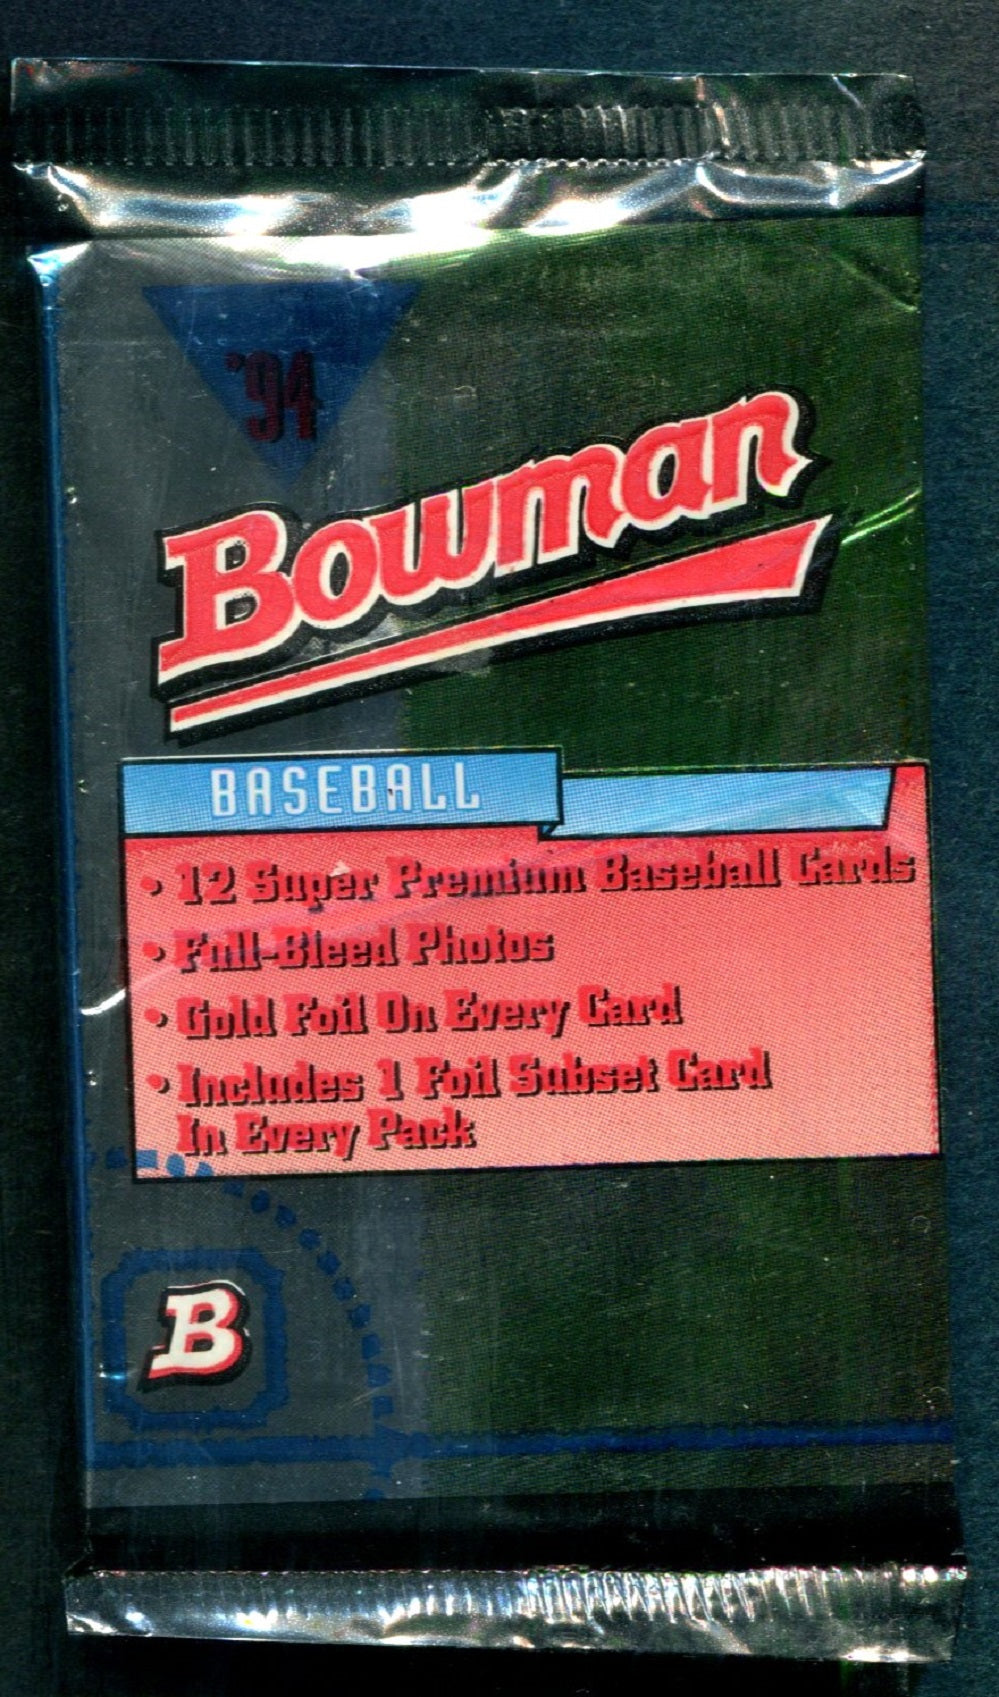 '94
Bowman
BASEBALL
• 12 Super Premium Baseball Cards
• Full-Bleed Photos
• Gold Foil On Every Card
• Includes 1 Foil Subset Card
In Every Pack
B